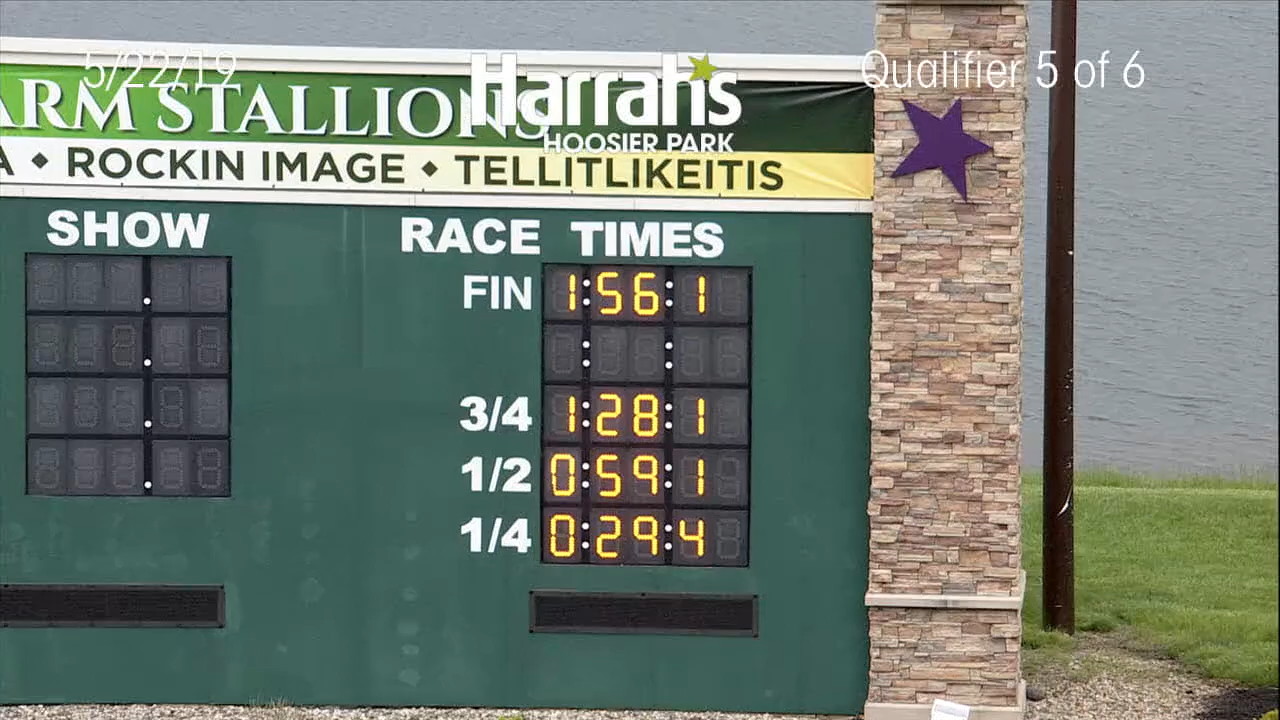 5/22/19
Harrah's
HOOSIER PARK
Qualifier 5 of 6
ARM STALLIONS
A ◆ ROCKIN IMAGE ◆ TELLITLIKEITIS
SHOW
RACE TIMES
FIN 1:56:1
3/4 1:28:1
1/2 0:59:1
1/4 0:29:4